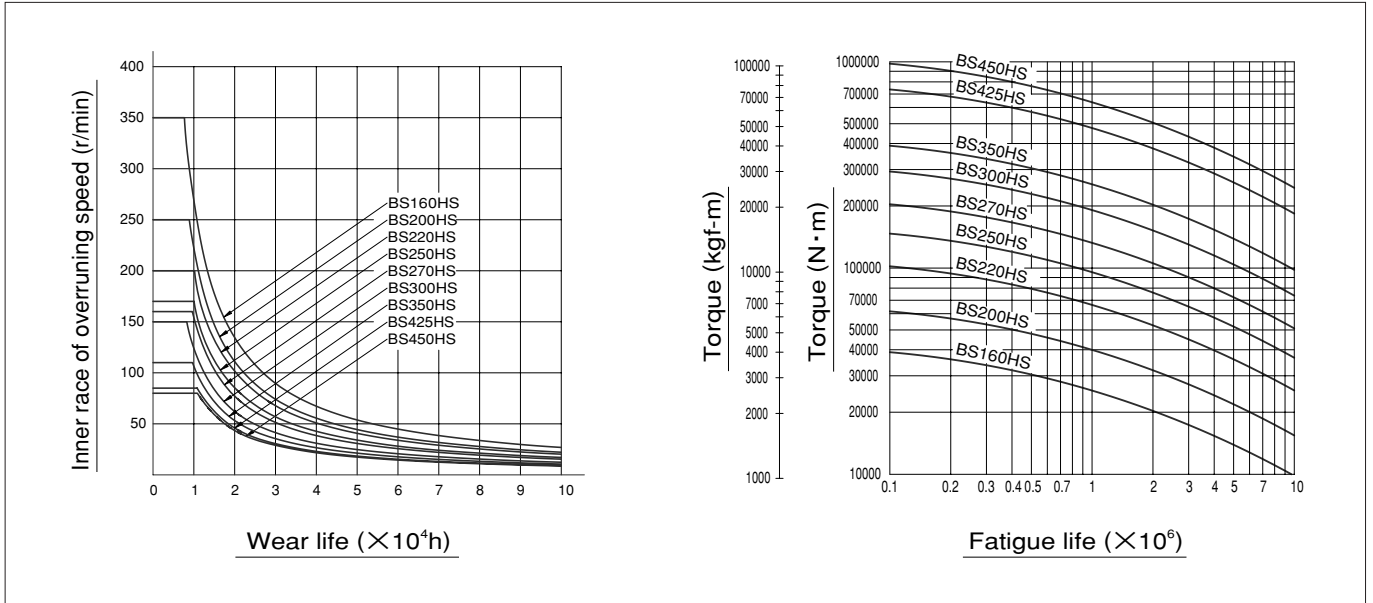 Inner race of overruning speed (r/min)
400
350
300
250
200
150
100
50
0 1 2 3 4 5 6 7 8 9 10
Wear life (×10⁴h)
BS160HS
BS200HS
BS220HS
BS250HS
BS270HS
BS300HS
BS350HS
BS425HS
BS450HS
Torque (kgf-m)
100000
70000
50000
40000
30000
20000
10000
7000
5000
4000
3000
2000
1000
Torque (N・m)
1000000
700000
500000
400000
300000
200000
100000
70000
50000
40000
30000
20000
10000
BS450HS
BS425HS
BS350HS
BS300HS
BS270HS
BS250HS
BS220HS
BS200HS
BS160HS
0.1 0.2 0.3 0.4 0.5 0.7 1 2 3 4 5 7 10
Fatigue life (×10⁶)